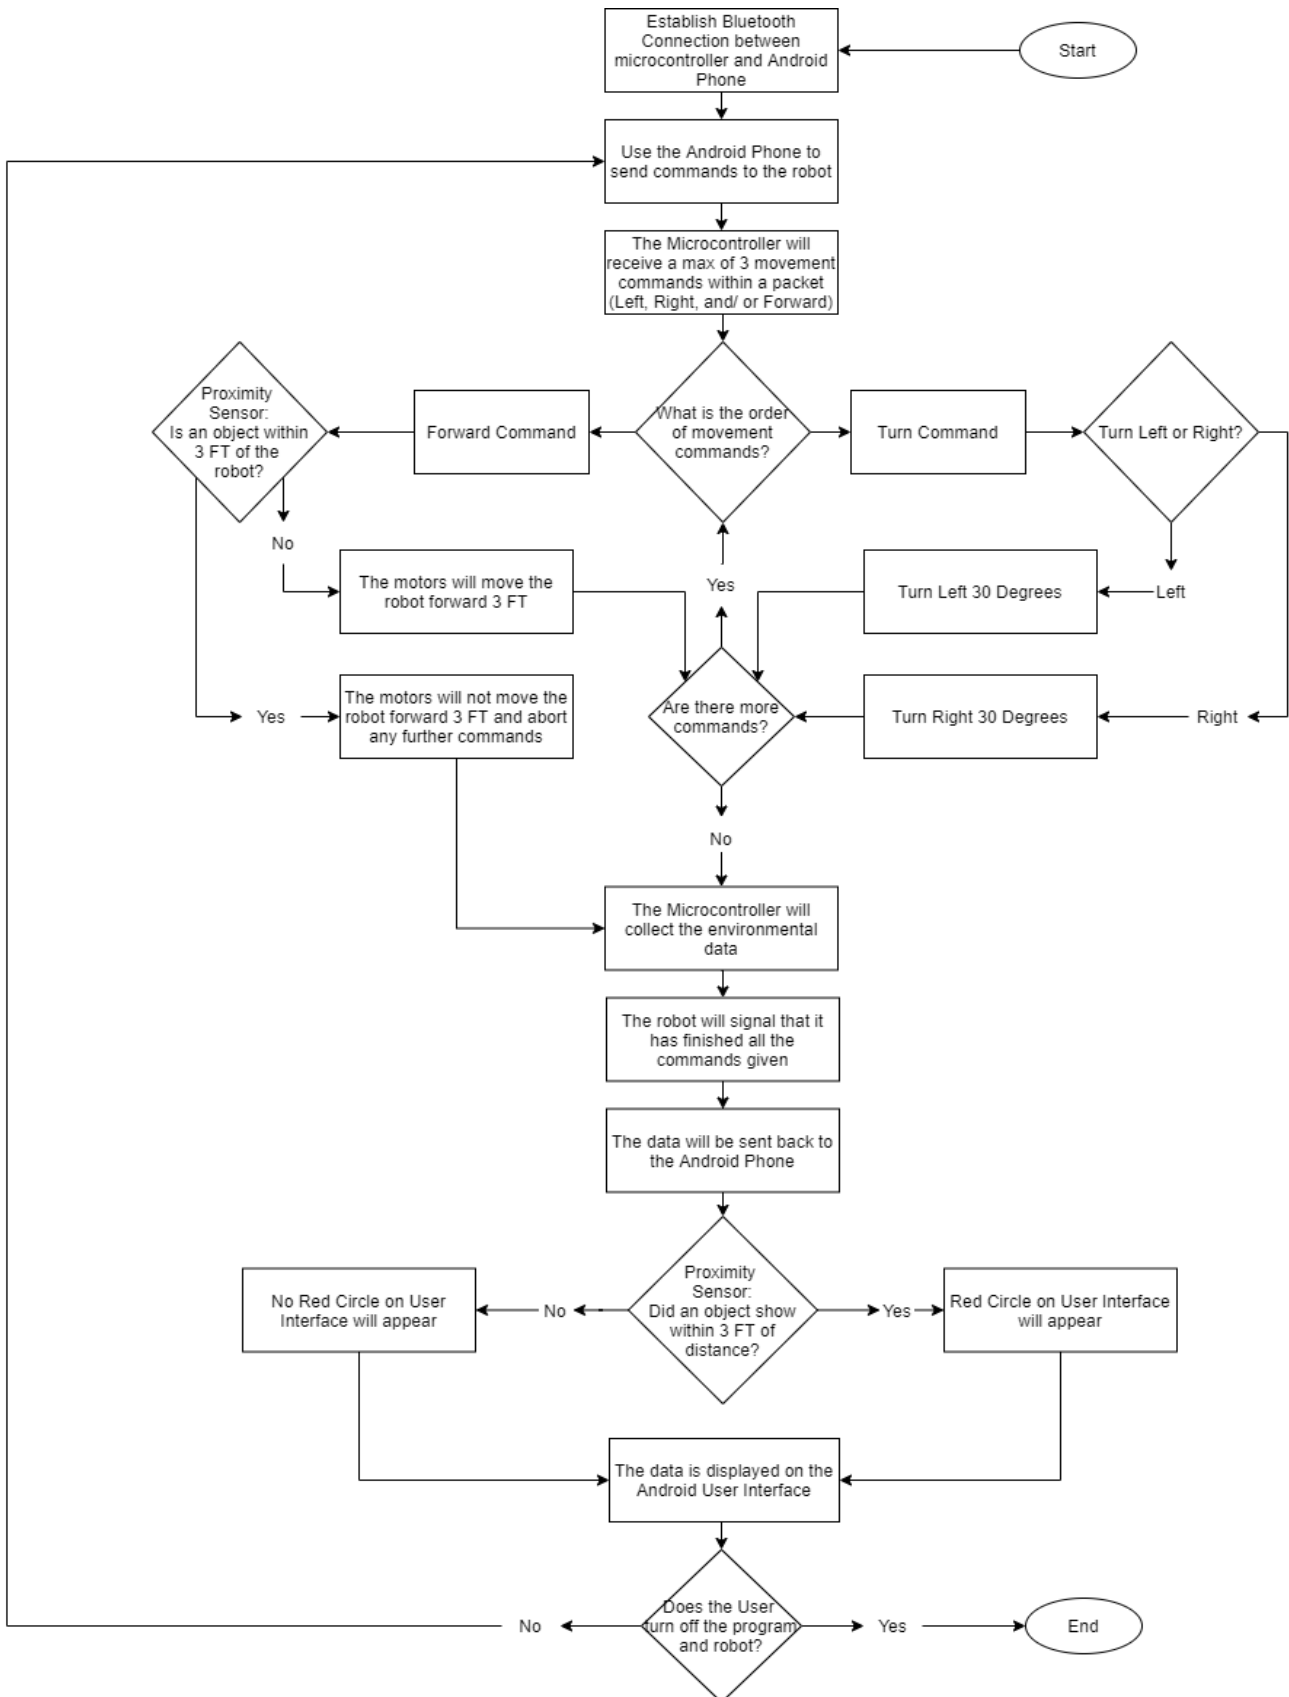 Establish Bluetooth
Connection between
microcontroller and Android
Phone
Start
Use the Android Phone to
send commands to the robot
The Microcontroller will
receive a max of 3 movement
commands within a packet
(Left, Right, and/ or Forward)
Proximity
Sensor:
Is an object within
3 FT of the
robot?
Forward Command
What is the order
of movement
commands?
Turn Command
Turn Left or Right?
No
The motors will move the
robot forward 3 FT
Yes
Turn Left 30 Degrees
Left
Yes
The motors will not move the
robot forward 3 FT and abort
any further commands
Are there more
commands?
Turn Right 30 Degrees
Right
No
The Microcontroller will
collect the environmental
data
The robot will signal that it
has finished all the
commands given
The data will be sent back to
the Android Phone
No Red Circle on User
Interface will appear
No
Proximity
Sensor:
Did an object show
within 3 FT of
distance?
Yes
Red Circle on User Interface
will appear
The data is displayed on the
Android User Interface
No
Does the User
turn off the program
and robot?
Yes
End